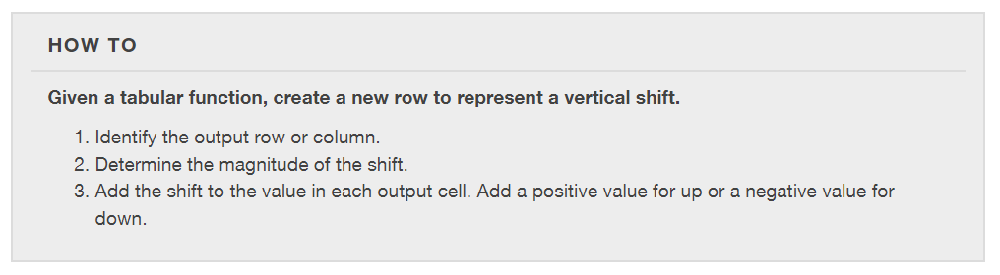 HOW TO
Given a tabular function, create a new row to represent a vertical shift.
1. Identify the output row or column.
2. Determine the magnitude of the shift.
3. Add the shift to the value in each output cell. Add a positive value for up or a negative value for
down.